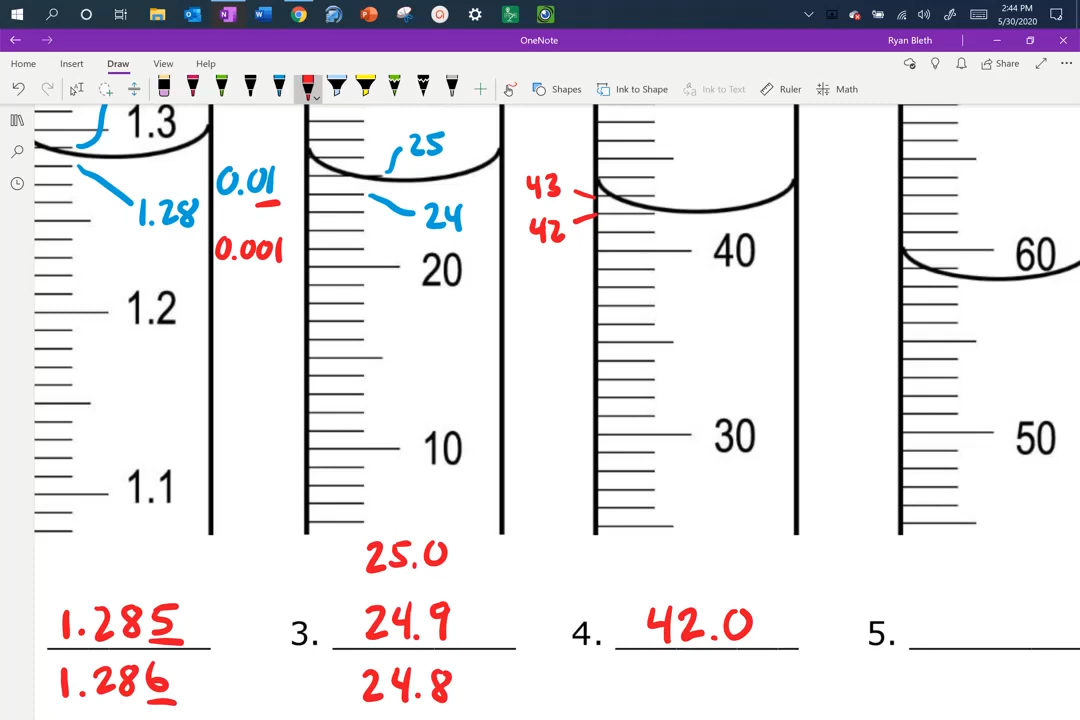 2:44 PM
5/30/2020
OneNote
Ryan Bleth
Home Insert Draw View Help
Share
Shapes
Ink to Shape
Ink to Text
Ruler
Math
1.3
1.28
1.2
1.1
0.01
0.001
25
24
20
10
43
42
40
30
60
50
25.0
1.285
3. 24.9
4. 42.0
5.
1.286
24.8